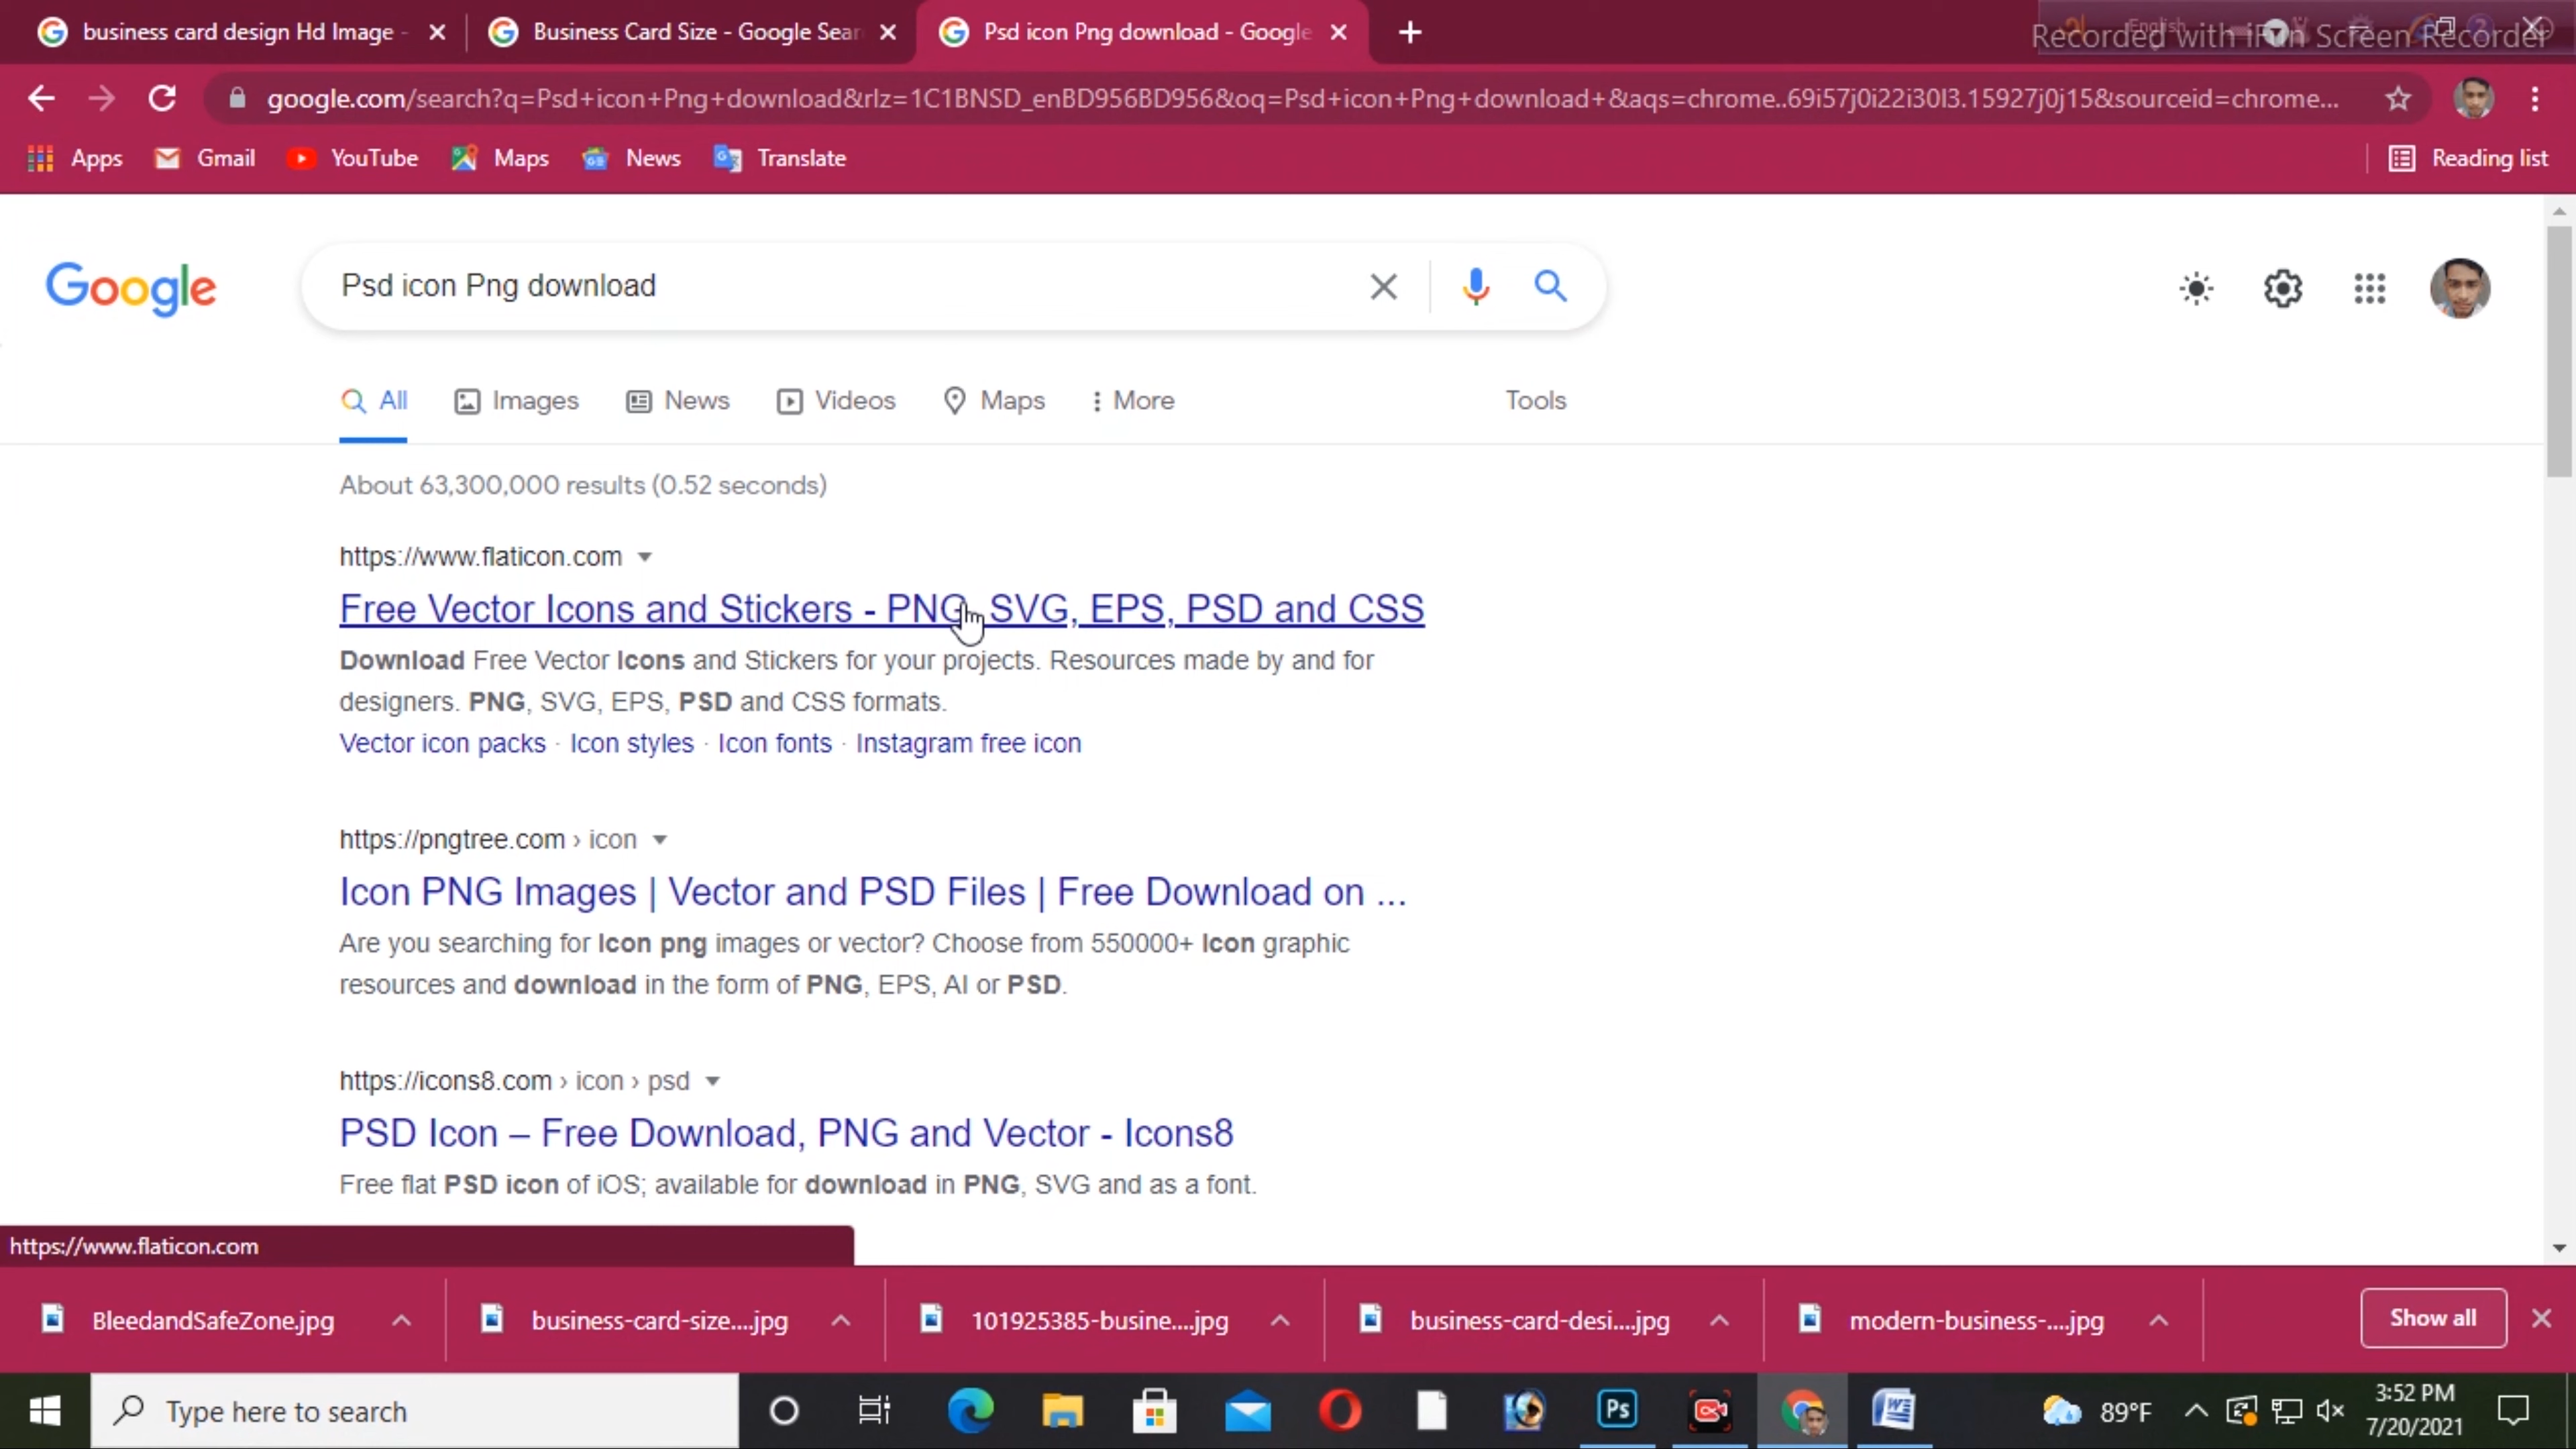 business card design Hd Image -
Business Card Size - Google Sear
Psd icon Png download - Google
English
Recorded with iFun Screen Recorder
google.com/search?q=Psd+icon+Png+download&rlz=1C1BNSD_enBD956BD956&oq=Psd+icon+Png+download+&aqs=chrome..69i57j0i22i30l3.15927j0j15&sourceid=chrome...
Apps
Gmail
YouTube
Maps
News
Translate
Reading list
Google
Psd icon Png download
All
Images
News
Videos
Maps
More
Tools
About 63,300,000 results (0.52 seconds)
https://www.flaticon.com
Free Vector Icons and Stickers - PNG, SVG, EPS, PSD and CSS
Download Free Vector Icons and Stickers for your projects. Resources made by and for
designers. PNG, SVG, EPS, PSD and CSS formats.
Vector icon packs · Icon styles · Icon fonts · Instagram free icon
https://pngtree.com › icon
Icon PNG Images | Vector and PSD Files | Free Download on ...
Are you searching for Icon png images or vector? Choose from 550000+ Icon graphic
resources and download in the form of PNG, EPS, AI or PSD.
https://icons8.com › icon › psd
PSD Icon – Free Download, PNG and Vector - Icons8
Free flat PSD icon of iOS; available for download in PNG, SVG and as a font.
https://www.flaticon.com
BleedandSafeZone.jpg
business-card-size....jpg
101925385-busine....jpg
business-card-desi....jpg
modern-business-....jpg
Show all
Type here to search
Ps
89°F
3:52 PM
7/20/2021